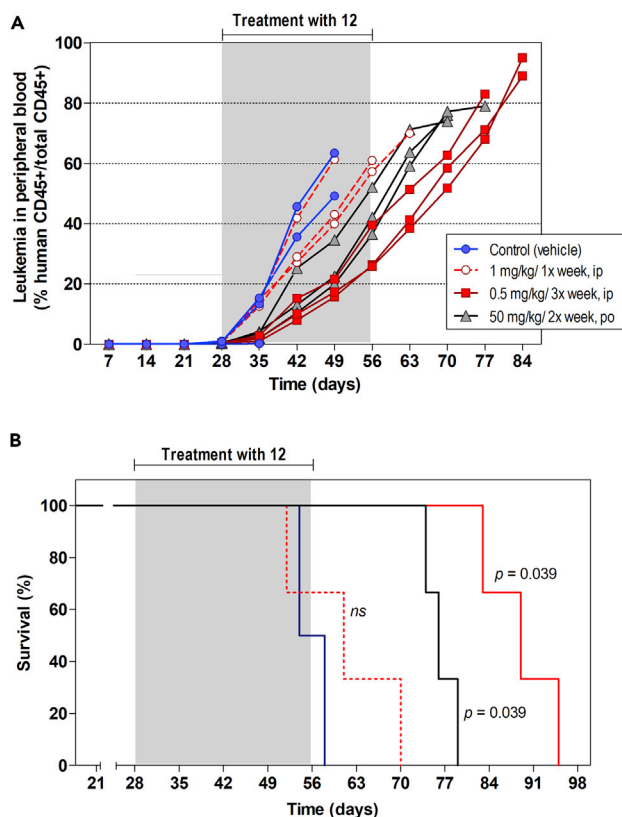 A
Treatment with 12
Leukemia in peripheral blood
(% human CD45+/total CD45+)
100
80
60
40
20
0
Control (vehicle)
1 mg/kg/ 1x week, ip
0.5 mg/kg/ 3x week, ip
50 mg/kg/ 2x week, po
7 14 21 28 35 42 49 56 63 70 77 84
Time (days)
B
Treatment with 12
Survival (%)
100
80
60
40
20
0
ns
p = 0.039
p = 0.039
21 28 35 42 49 56 63 70 77 84 91 98
Time (days)